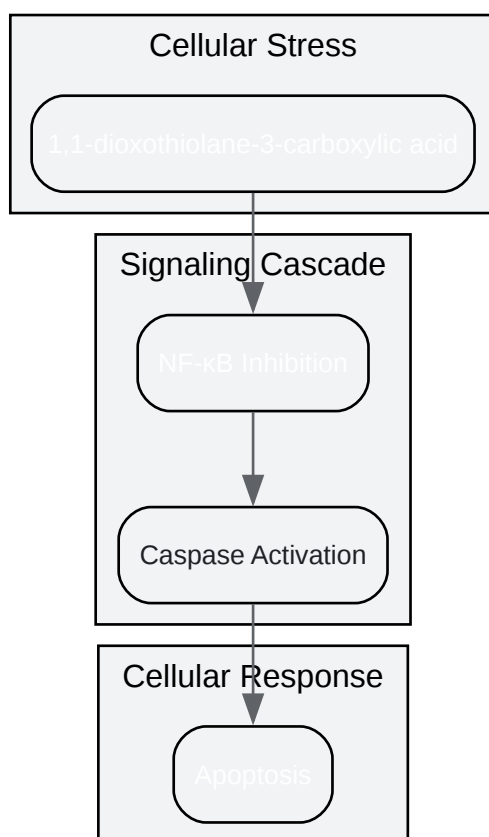 Cellular Stress
1,1-dioxothiolane-3-carboxylic acid
Signaling Cascade
NF-κB Inhibition
Caspase Activation
Cellular Response
Apoptosis